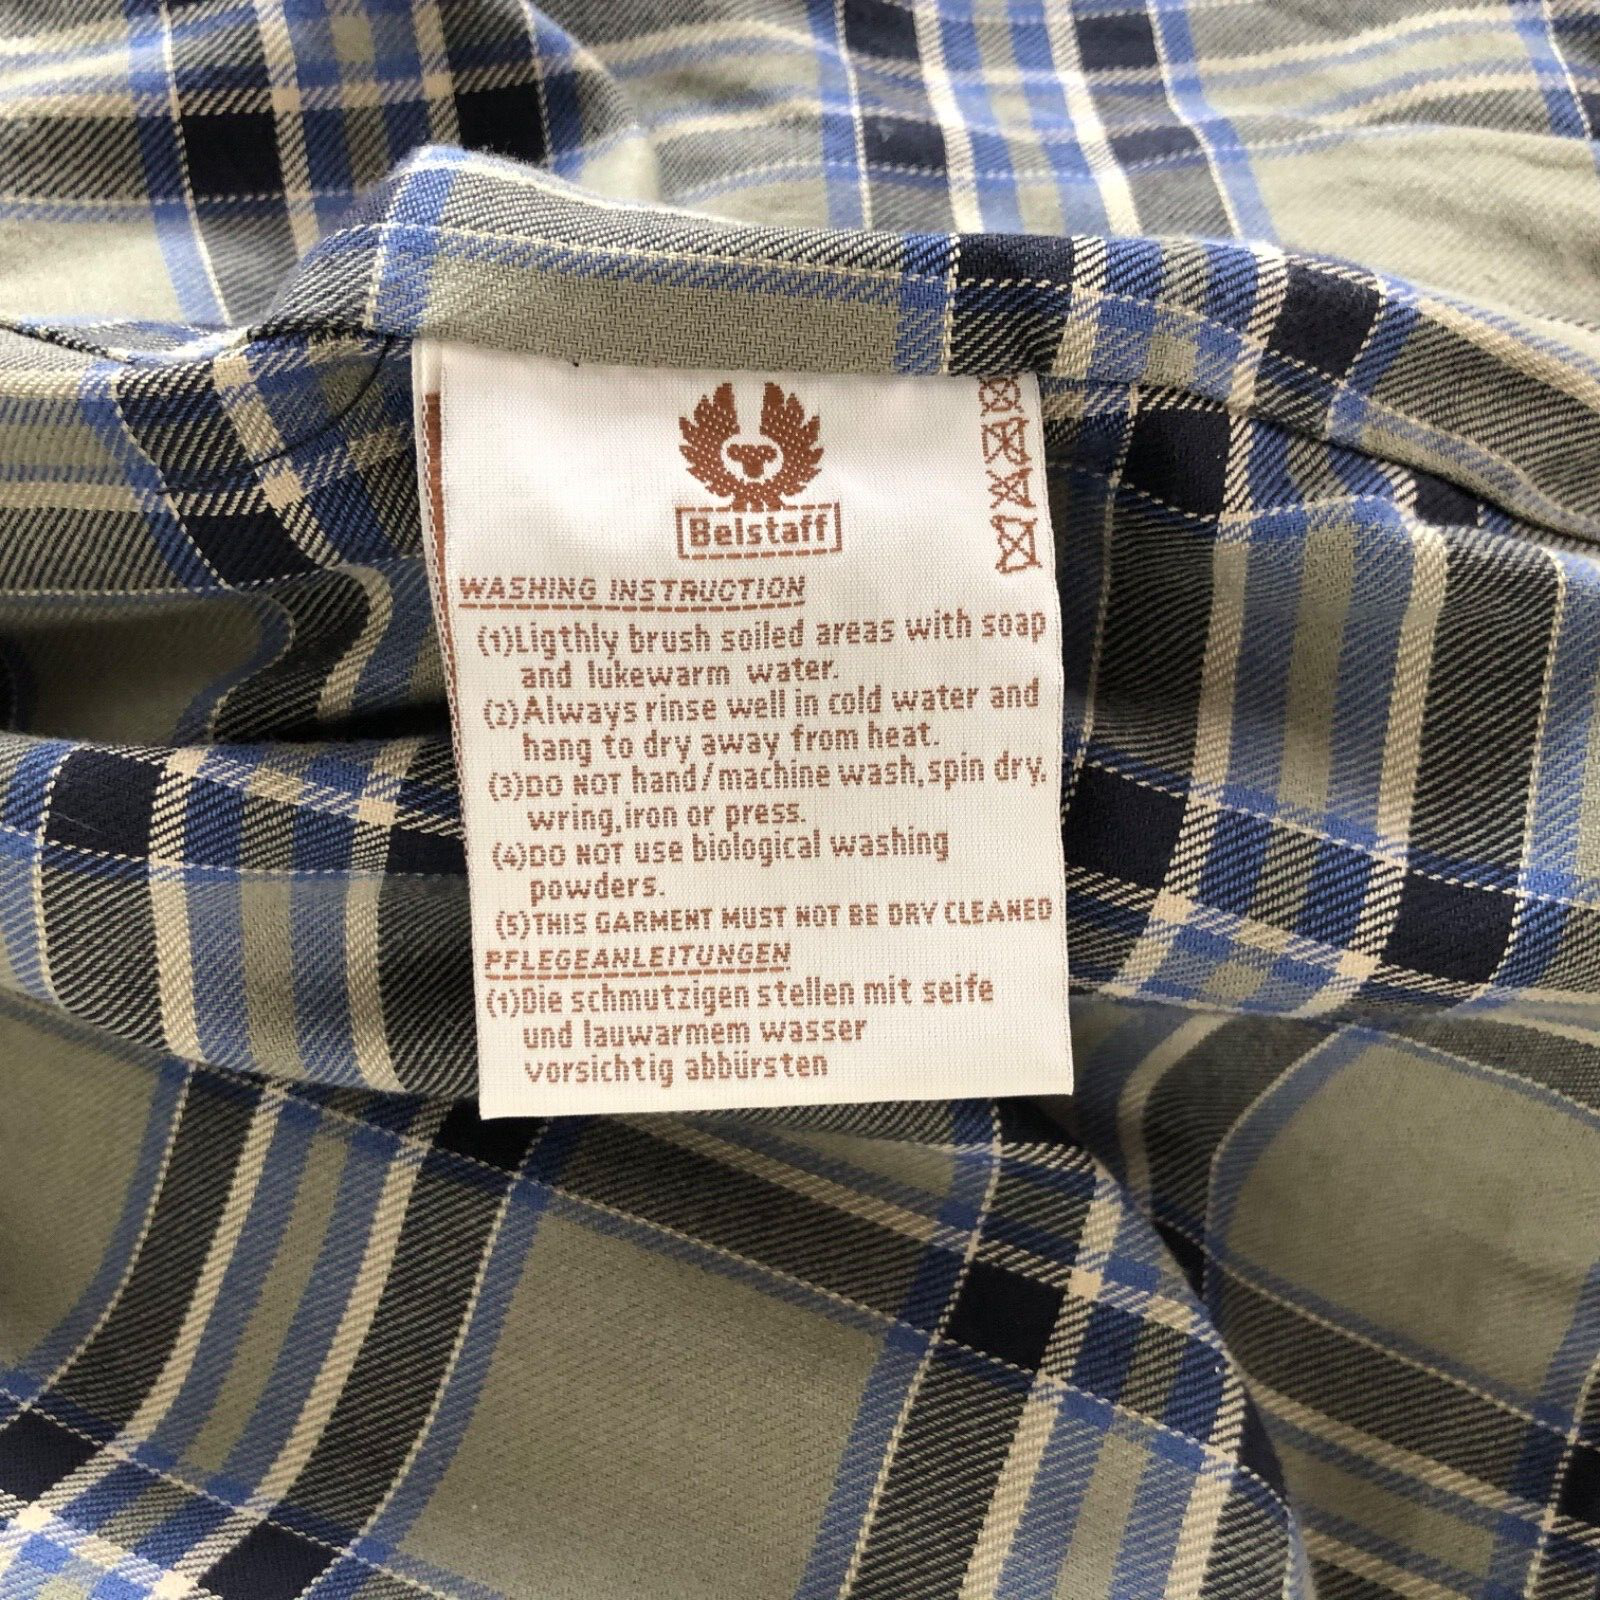 Belstaff
WASHING INSTRUCTION
(1)Ligthly brush soiled areas with soap
and lukewarm water.
(2)Always rinse well in cold water and
hang to dry away from heat.
(3)DO NOT hand/machine wash,spin dry,
wring,iron or press.
(4)DO NOT use biological washing
powders.
(5)THIS GARMENT MUST NOT BE DRY CLEANED
PFLEGEANLEITUNGEN
(1)Die schmutzigen stellen mit seife
und lauwarmem wasser
vorsichtig abbürsten